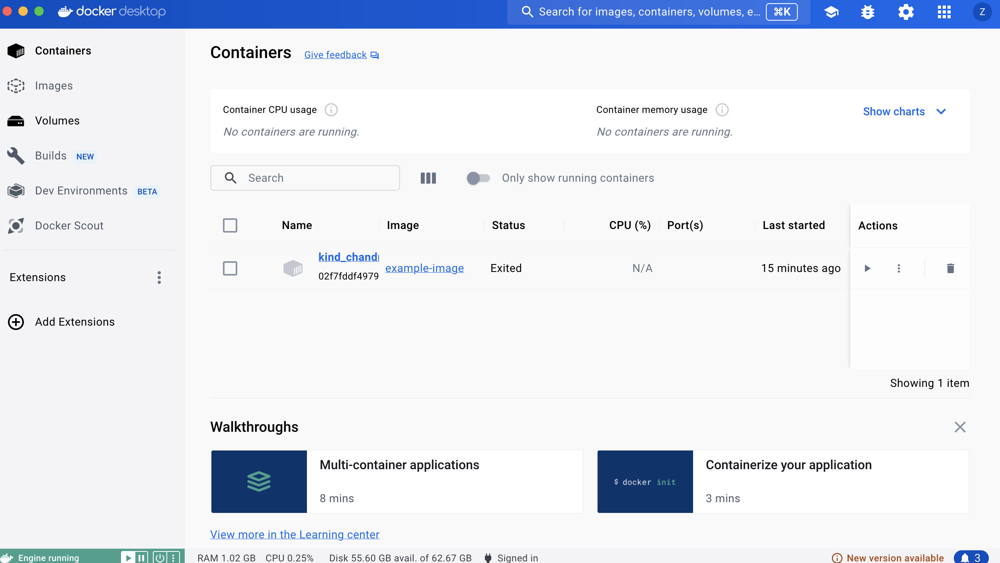 docker desktop
Search for images, containers, volumes, e... ⌘K
Z
Containers
Images
Volumes
Builds NEW
Dev Environments BETA
Docker Scout
Extensions
Add Extensions
Containers Give feedback
Container CPU usage
No containers are running.
Container memory usage
No containers are running.
Show charts
Search
Only show running containers
Name Image Status CPU (%) Port(s) Last started Actions
kind_chand
02f7fddf4979
example-image Exited N/A 15 minutes ago
Showing 1 item
Walkthroughs
Multi-container applications
8 mins
$ docker init
Containerize your application
3 mins
View more in the Learning center
Engine running
RAM 1.02 GB CPU 0.25% Disk 55.60 GB avail. of 62.67 GB Signed in
New version available
3